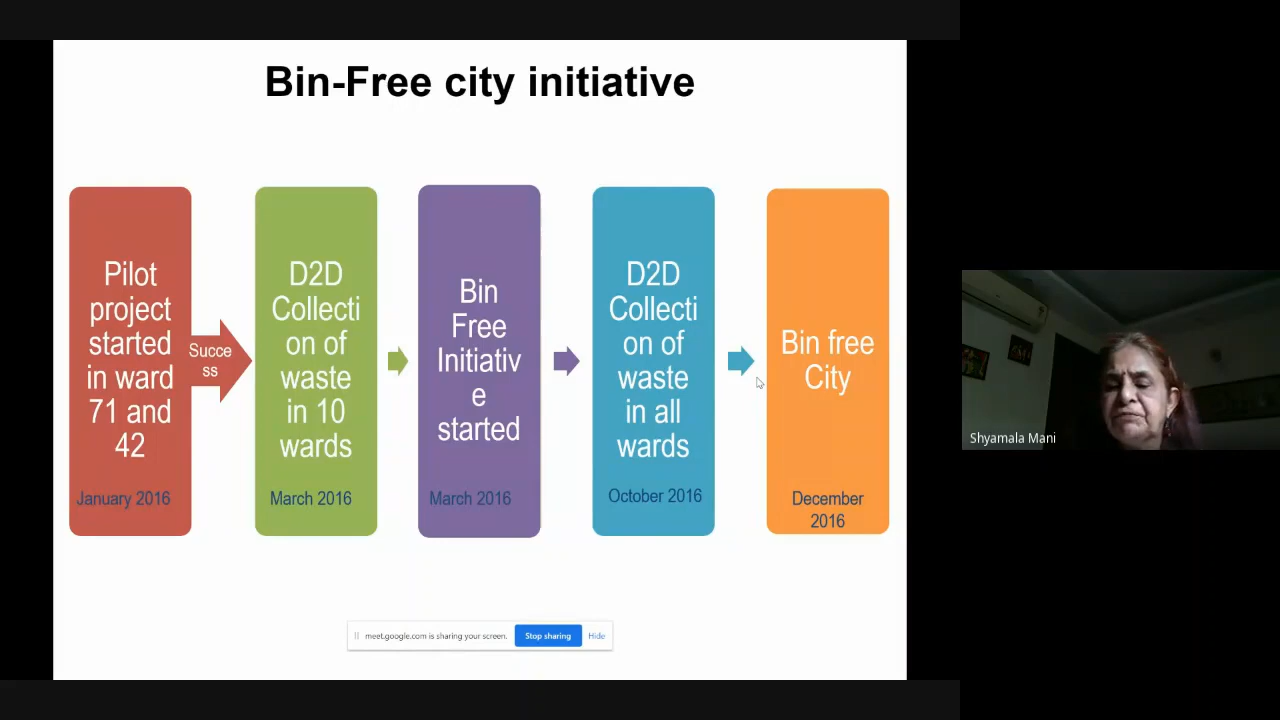 Bin-Free city initiative
Pilot
project
started
in ward
71 and
42
January 2016
Succe
ss
D2D
Collecti
on of
waste
in 10
wards
March 2016
Bin
Free
Initiativ
e
started
March 2016
D2D
Collecti
on of
waste
in all
wards
October 2016
Bin free
City
December
2016
meet.google.com is sharing your screen.
Stop sharing
Hide
Shyamala Mani